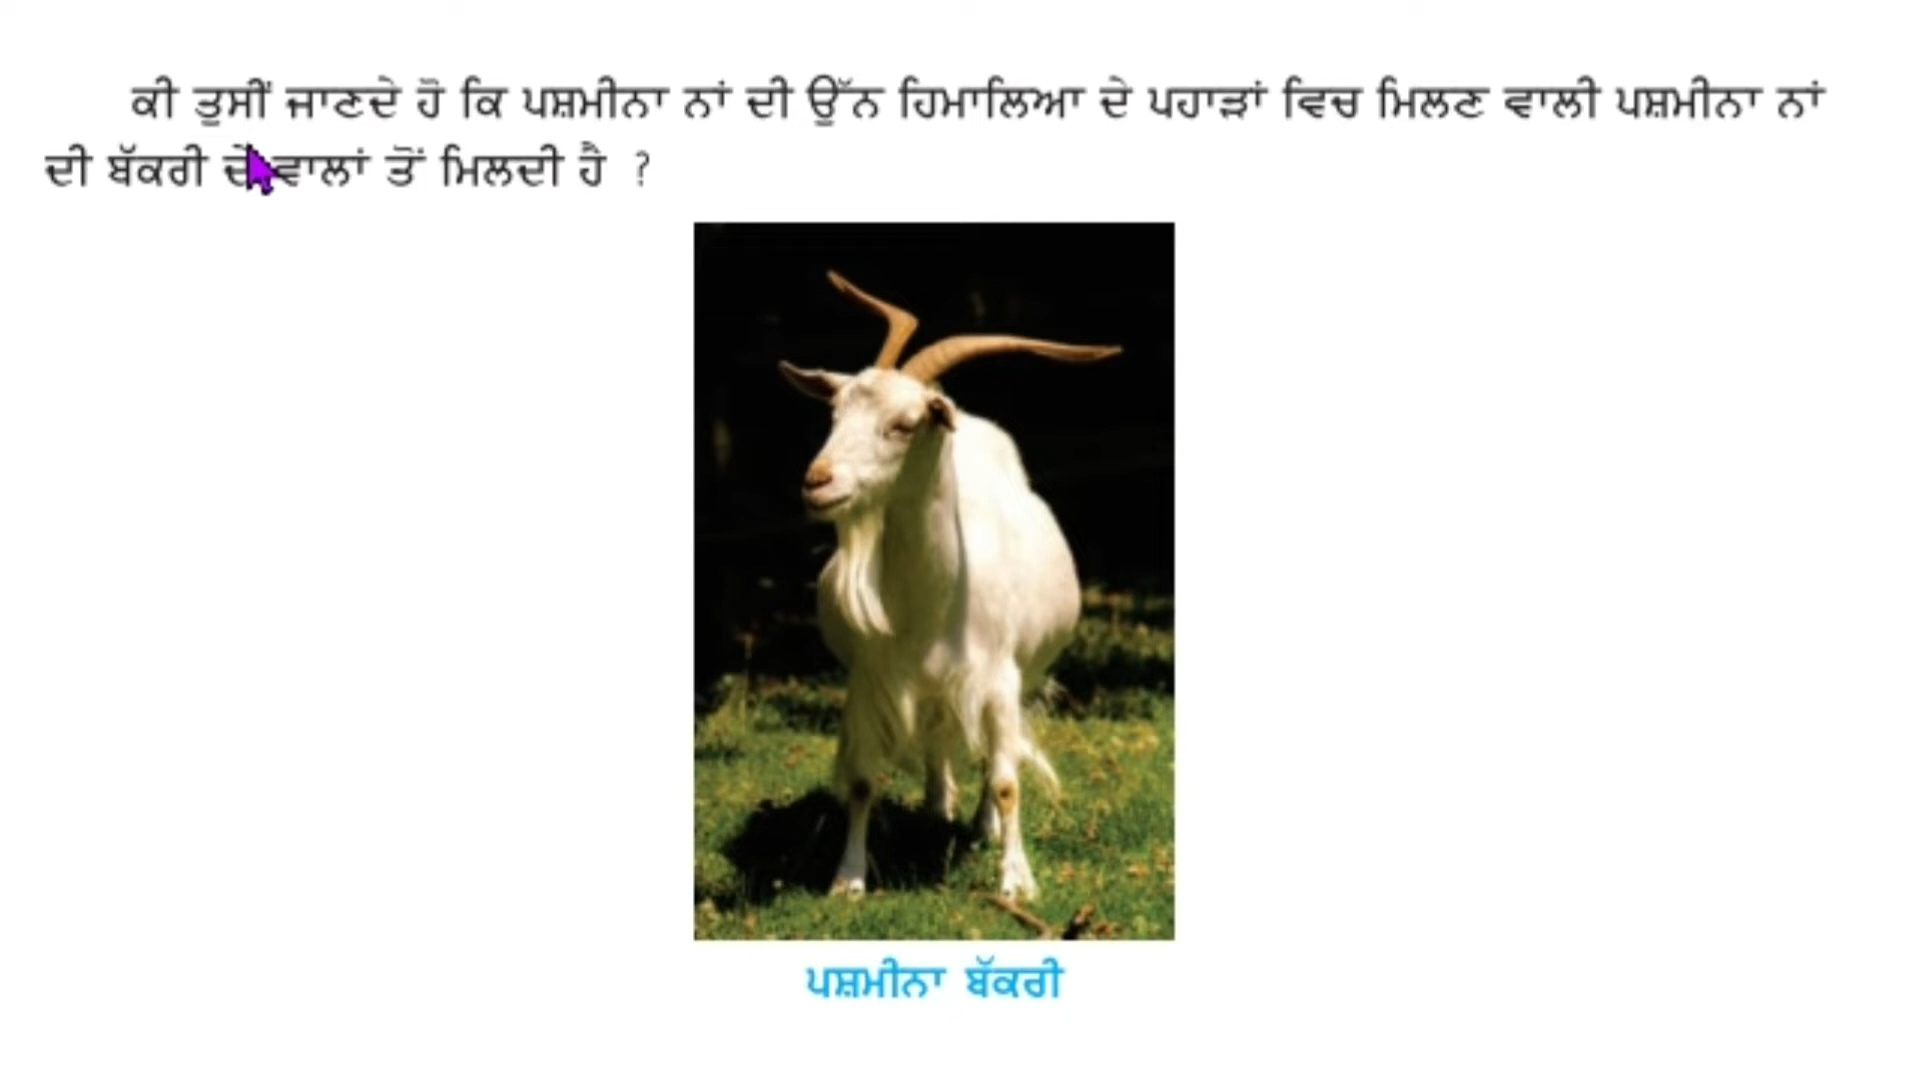 ਕੀ ਤੁਸੀਂ ਜਾਣਦੇ ਹੋ ਕਿ ਪਸ਼ਮੀਨਾ ਨਾਂ ਦੀ ਉੱਨ ਹਿਮਾਲਿਆ ਦੇ ਪਹਾੜਾਂ ਵਿਚ ਮਿਲਣ ਵਾਲੀ ਪਸ਼ਮੀਨਾ ਨਾਂ
ਦੀ ਬੱਕਰੀ ਦੇ ਵਾਲਾਂ ਤੋਂ ਮਿਲਦੀ ਹੈ ?
ਪਸ਼ਮੀਨਾ ਬੱਕਰੀ